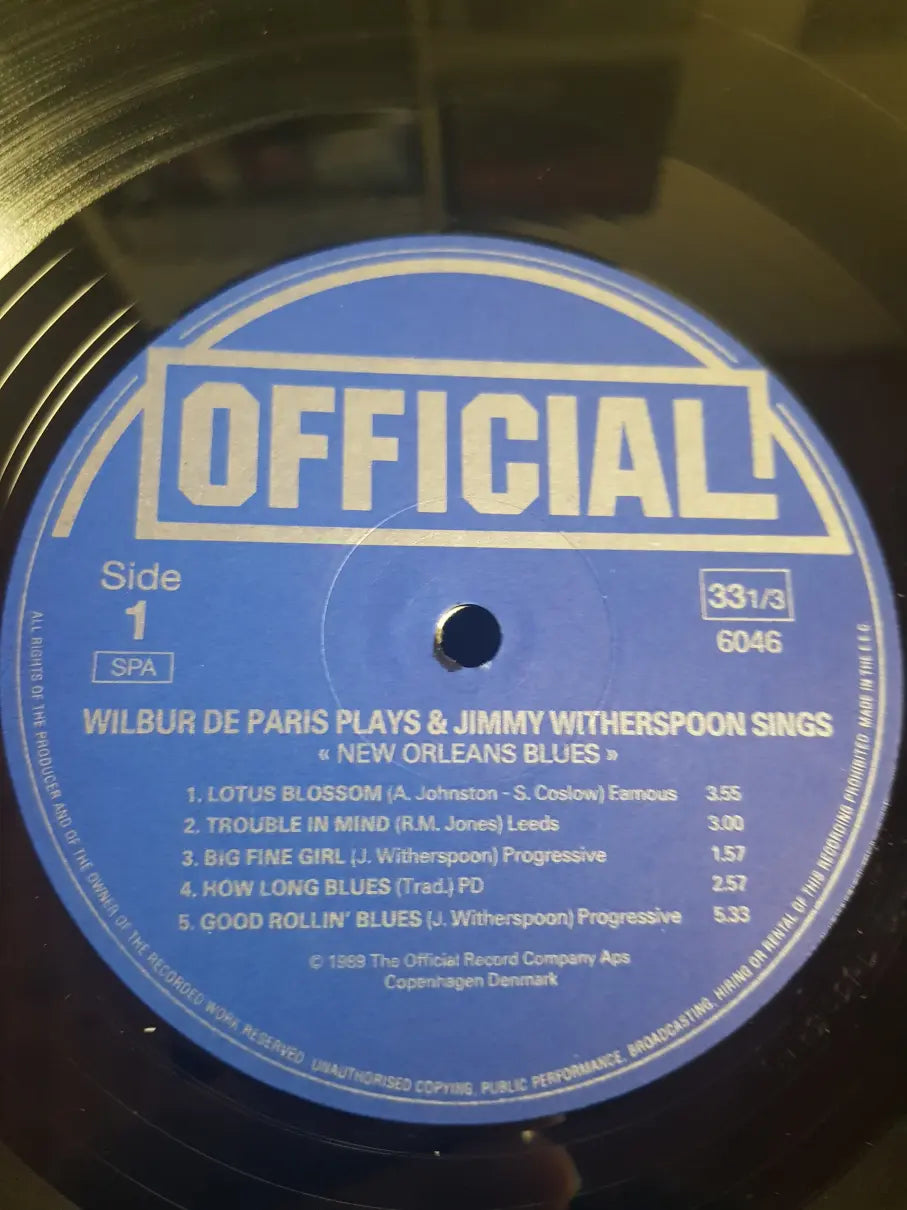 OFFICIAL
Side
1
SPA
33 1/3
6046
WILBUR DE PARIS PLAYS & JIMMY WITHERSPOON SINGS
« NEW ORLEANS BLUES »
1. LOTUS BLOSSOM (A. Johnston - S. Coslow) Famous 3.55
2. TROUBLE IN MIND (R.M. Jones) Leeds 3.00
3. BIG FINE GIRL (J. Witherspoon) Progressive 1.57
4. HOW LONG BLUES (Trad.) PD 2.57
5. GOOD ROLLIN' BLUES (J. Witherspoon) Progressive 5.33
© 1989 The Official Record Company Aps
Copenhagen Denmark
ALL RIGHTS OF THE PRODUCER AND OF THE OWNER OF THE RECORDED WORK RESERVED. UNAUTHORISED COPYING, PUBLIC PERFORMANCE, BROADCASTING, HIRING OR RENTAL OF THIS RECORDING PROHIBITED. MADE IN THE E.E.G.